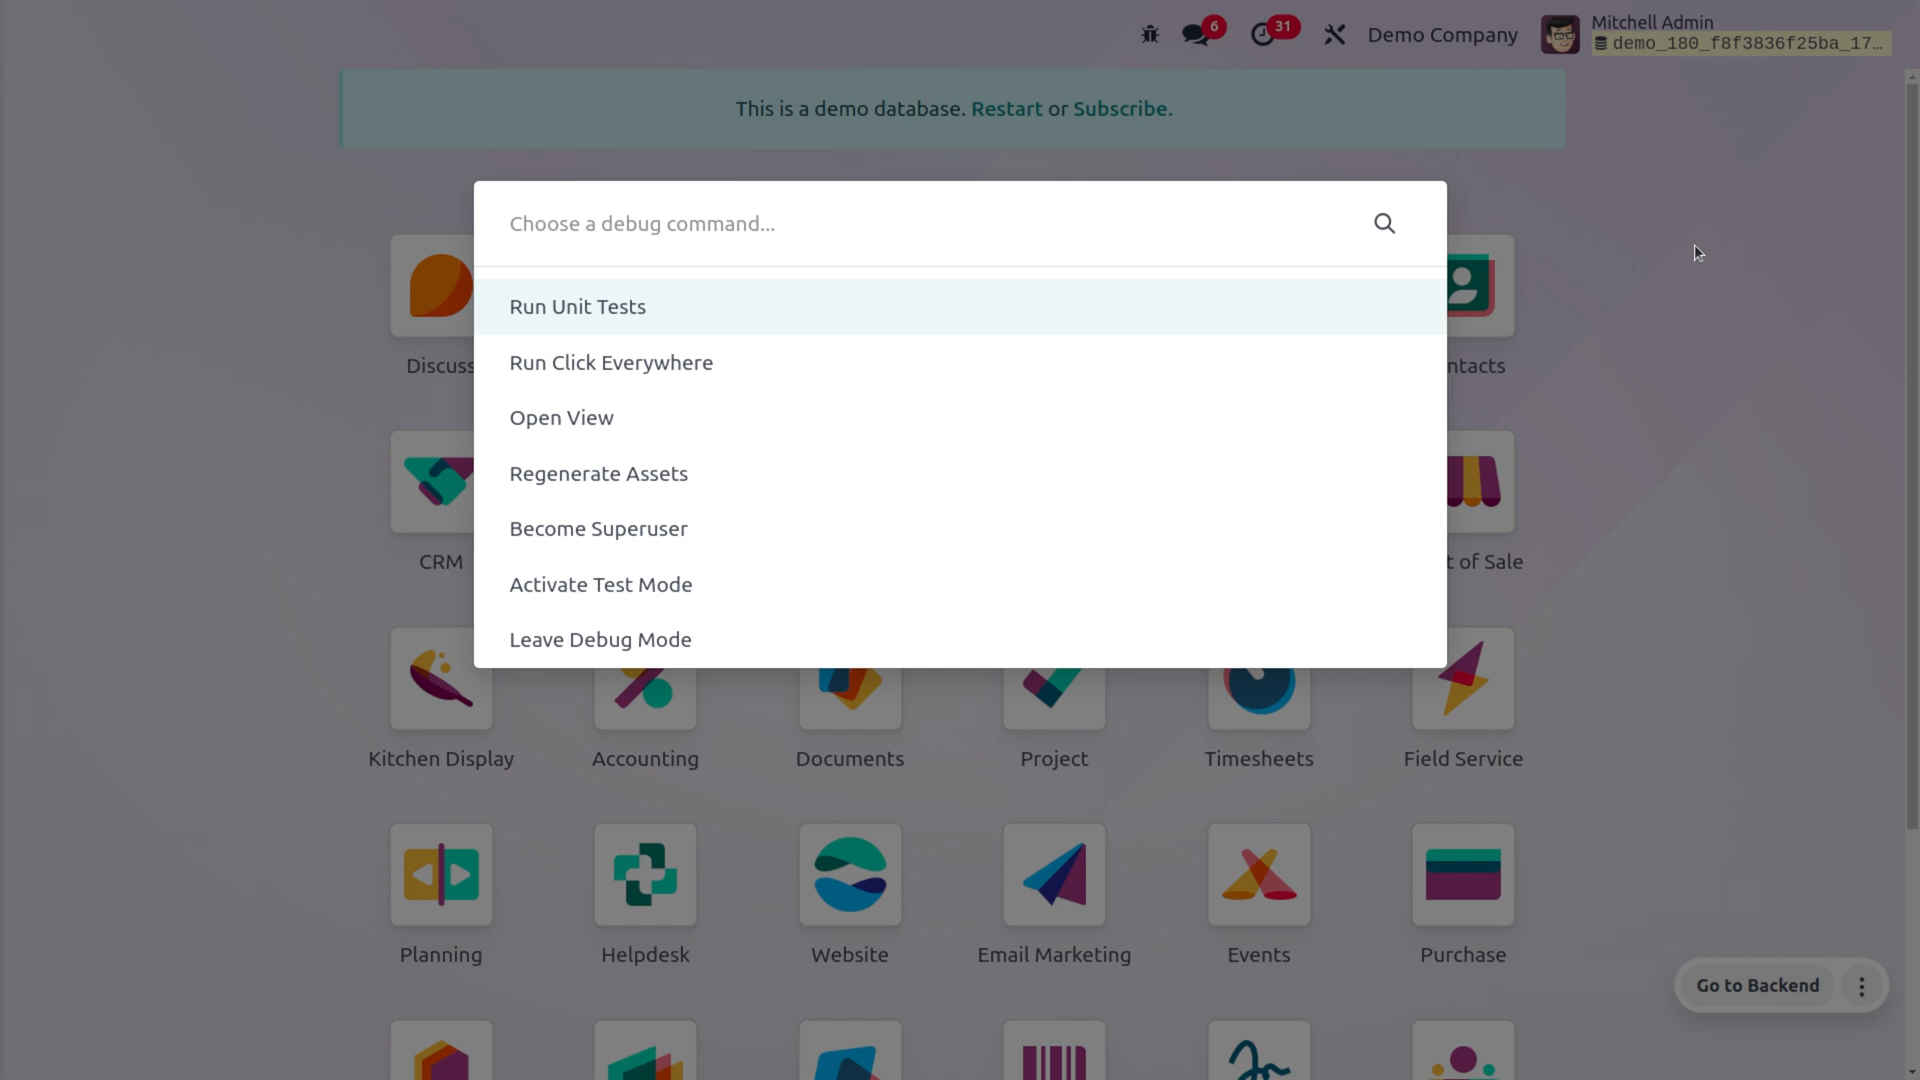 6
31
Demo Company
Mitchell Admin
demo_180_f8f3836f25ba_17…
This is a demo database. Restart or Subscribe.
Choose a debug command...
Run Unit Tests
Run Click Everywhere
Open View
Regenerate Assets
Become Superuser
Activate Test Mode
Leave Debug Mode
Discuss
ntacts
CRM
t of Sale
Kitchen Display
Accounting
Documents
Project
Timesheets
Field Service
Planning
Helpdesk
Website
Email Marketing
Events
Purchase
Go to Backend